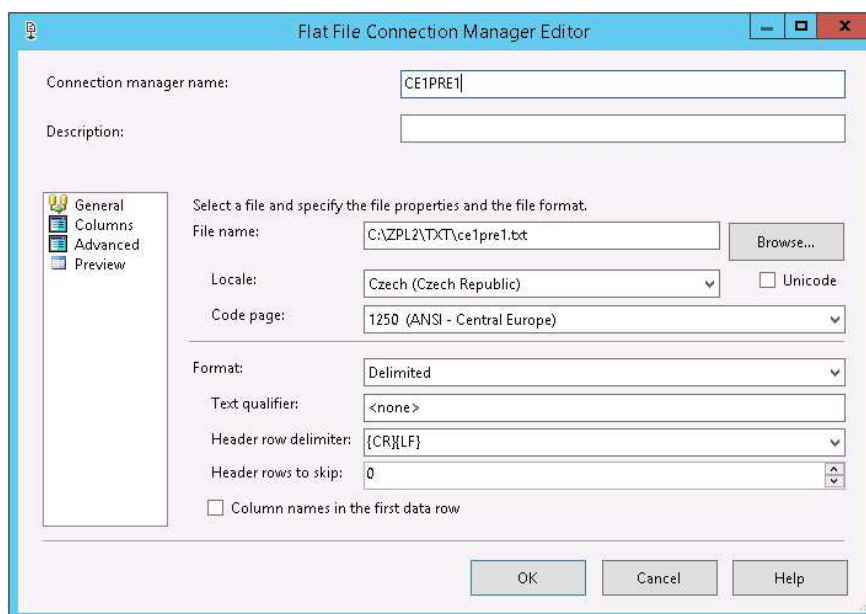 Flat File Connection Manager Editor
Connection manager name: CE1PRE1
Description:
General
Columns
Advanced
Preview
Select a file and specify the file properties and the file format.
File name: C:\ZPL2\TXT\ce1pre1.txt Browse...
Locale: Czech (Czech Republic) Unicode
Code page: 1250 (ANSI - Central Europe)
Format: Delimited
Text qualifier: <none>
Header row delimiter: {CR}{LF}
Header rows to skip: 0
Column names in the first data row
OK Cancel Help